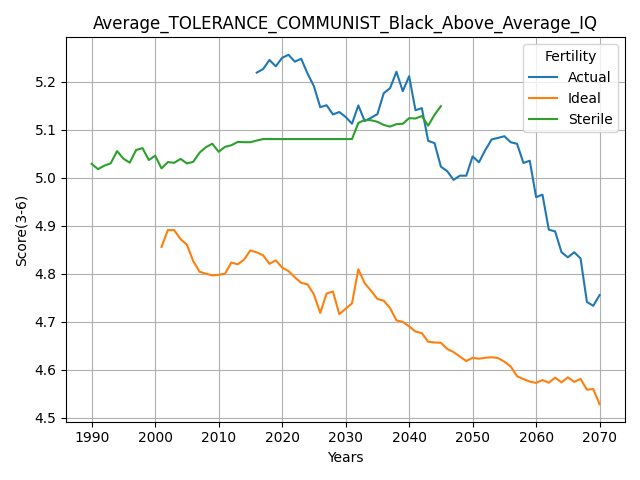 Average_TOLERANCE_COMMUNIST_Black_Above_Average_IQ
Fertility
Actual
Ideal
Sterile
Score(3-6)
5.2
5.1
5.0
4.9
4.8
4.7
4.6
4.5
1990 2000 2010 2020 2030 2040 2050 2060 2070
Years